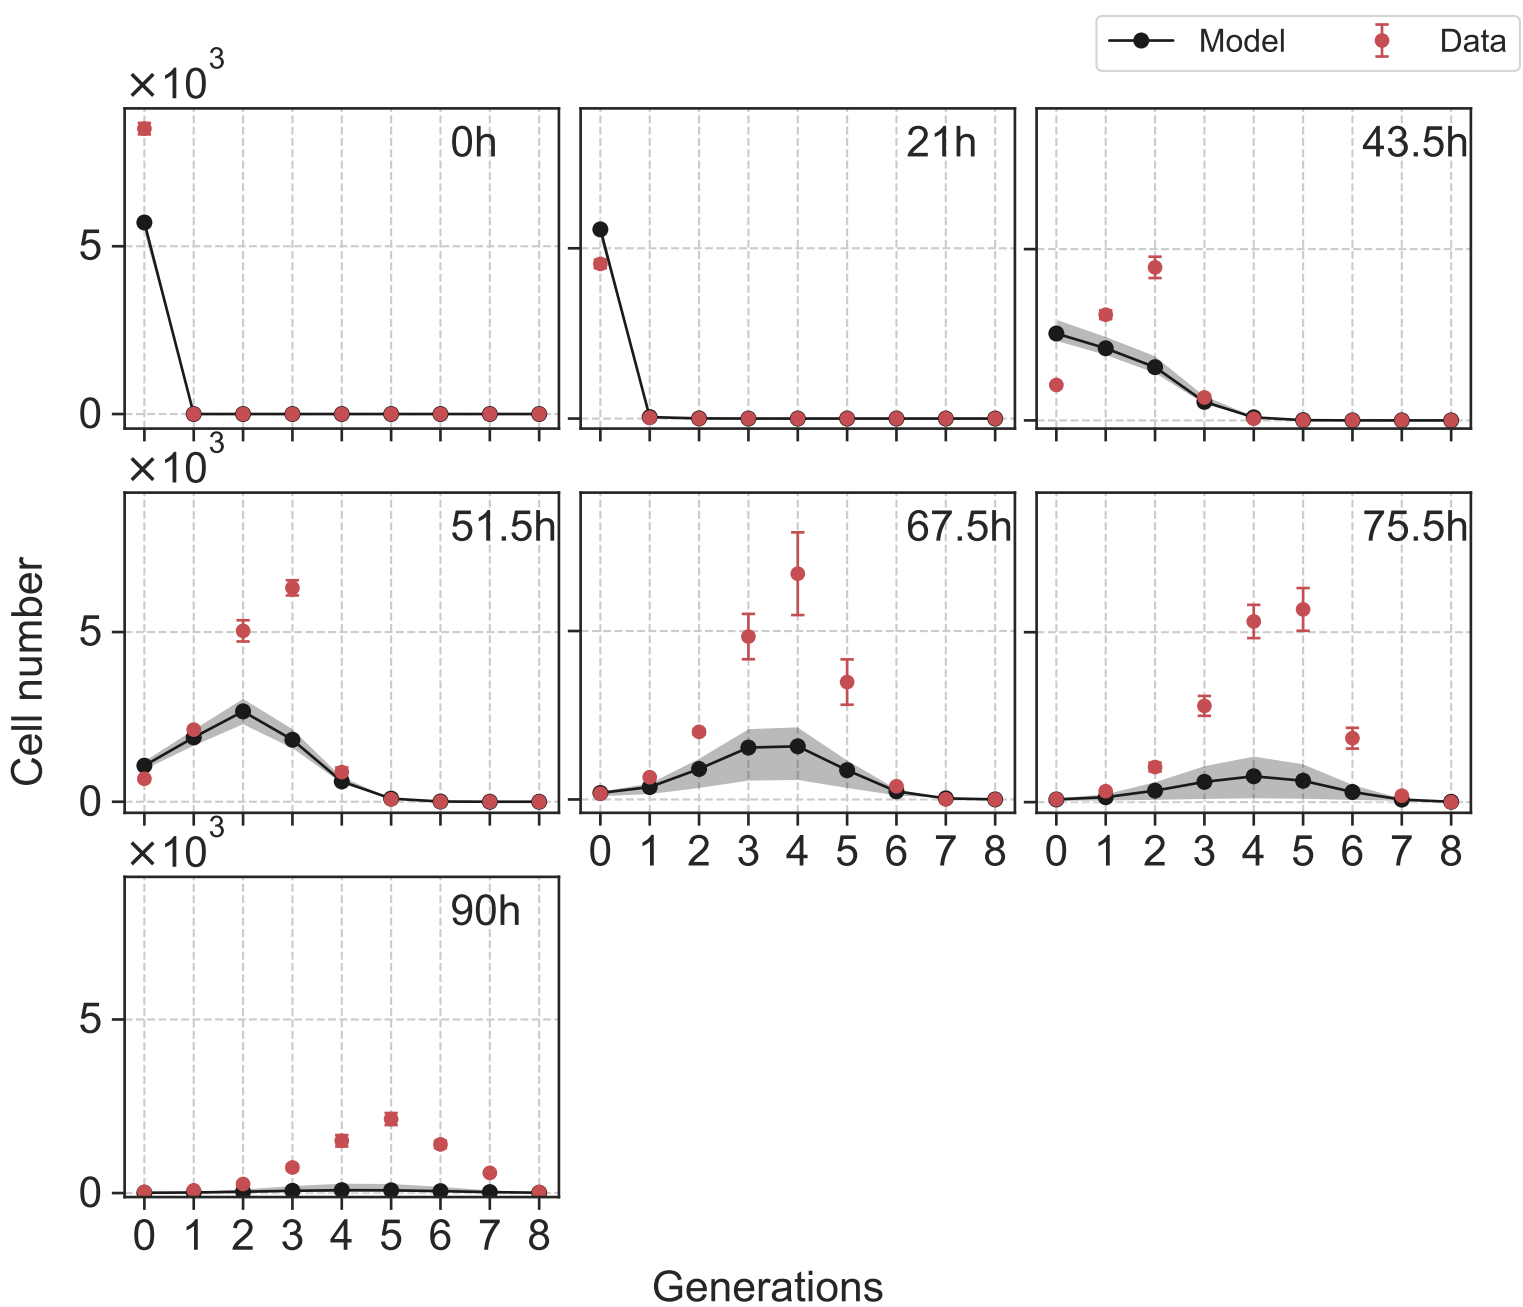 Model Data
×10³
0h 21h 43.5h
5
0
×10³
51.5h 67.5h 75.5h
5
0
0 1 2 3 4 5 6 7 8 0 1 2 3 4 5 6 7 8
×10³
90h
5
0
0 1 2 3 4 5 6 7 8
Cell number
Generations